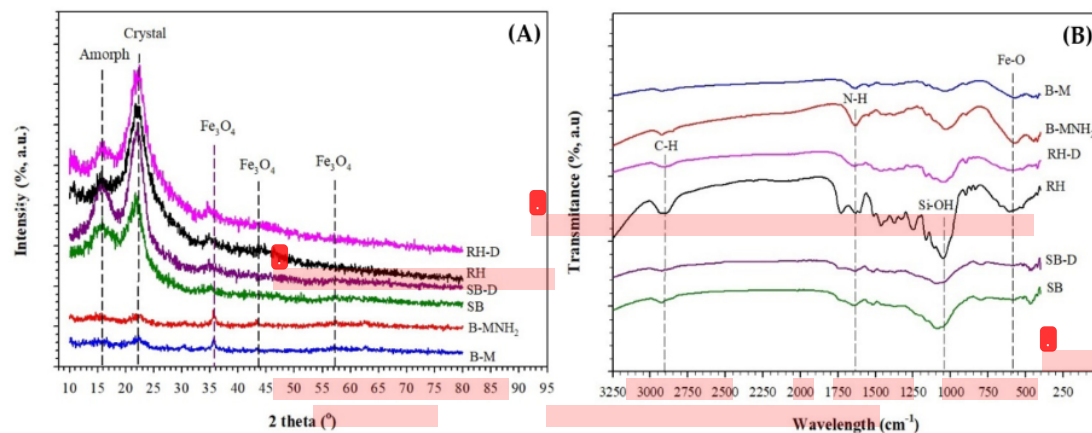 (A)
Crystal
Amorph
Fe3O4
Fe3O4
Fe3O4
RH-D
RH
SB-D
SB
B-MNH2
B-M
Intensity (%, a.u.)
10 15 20 25 30 35 40 45 50 55 60 65 70 75 80 85 90 95
2 theta (º)
(B)
Fe-O
N-H
C-H
Si-OH
B-M
B-MNH2
RH-D
RH
SB-D
SB
Transmitance (%, a.u)
3250 3000 2750 2500 2250 2000 1750 1500 1250 1000 750 500 250 0
Wavelength (cm-1)